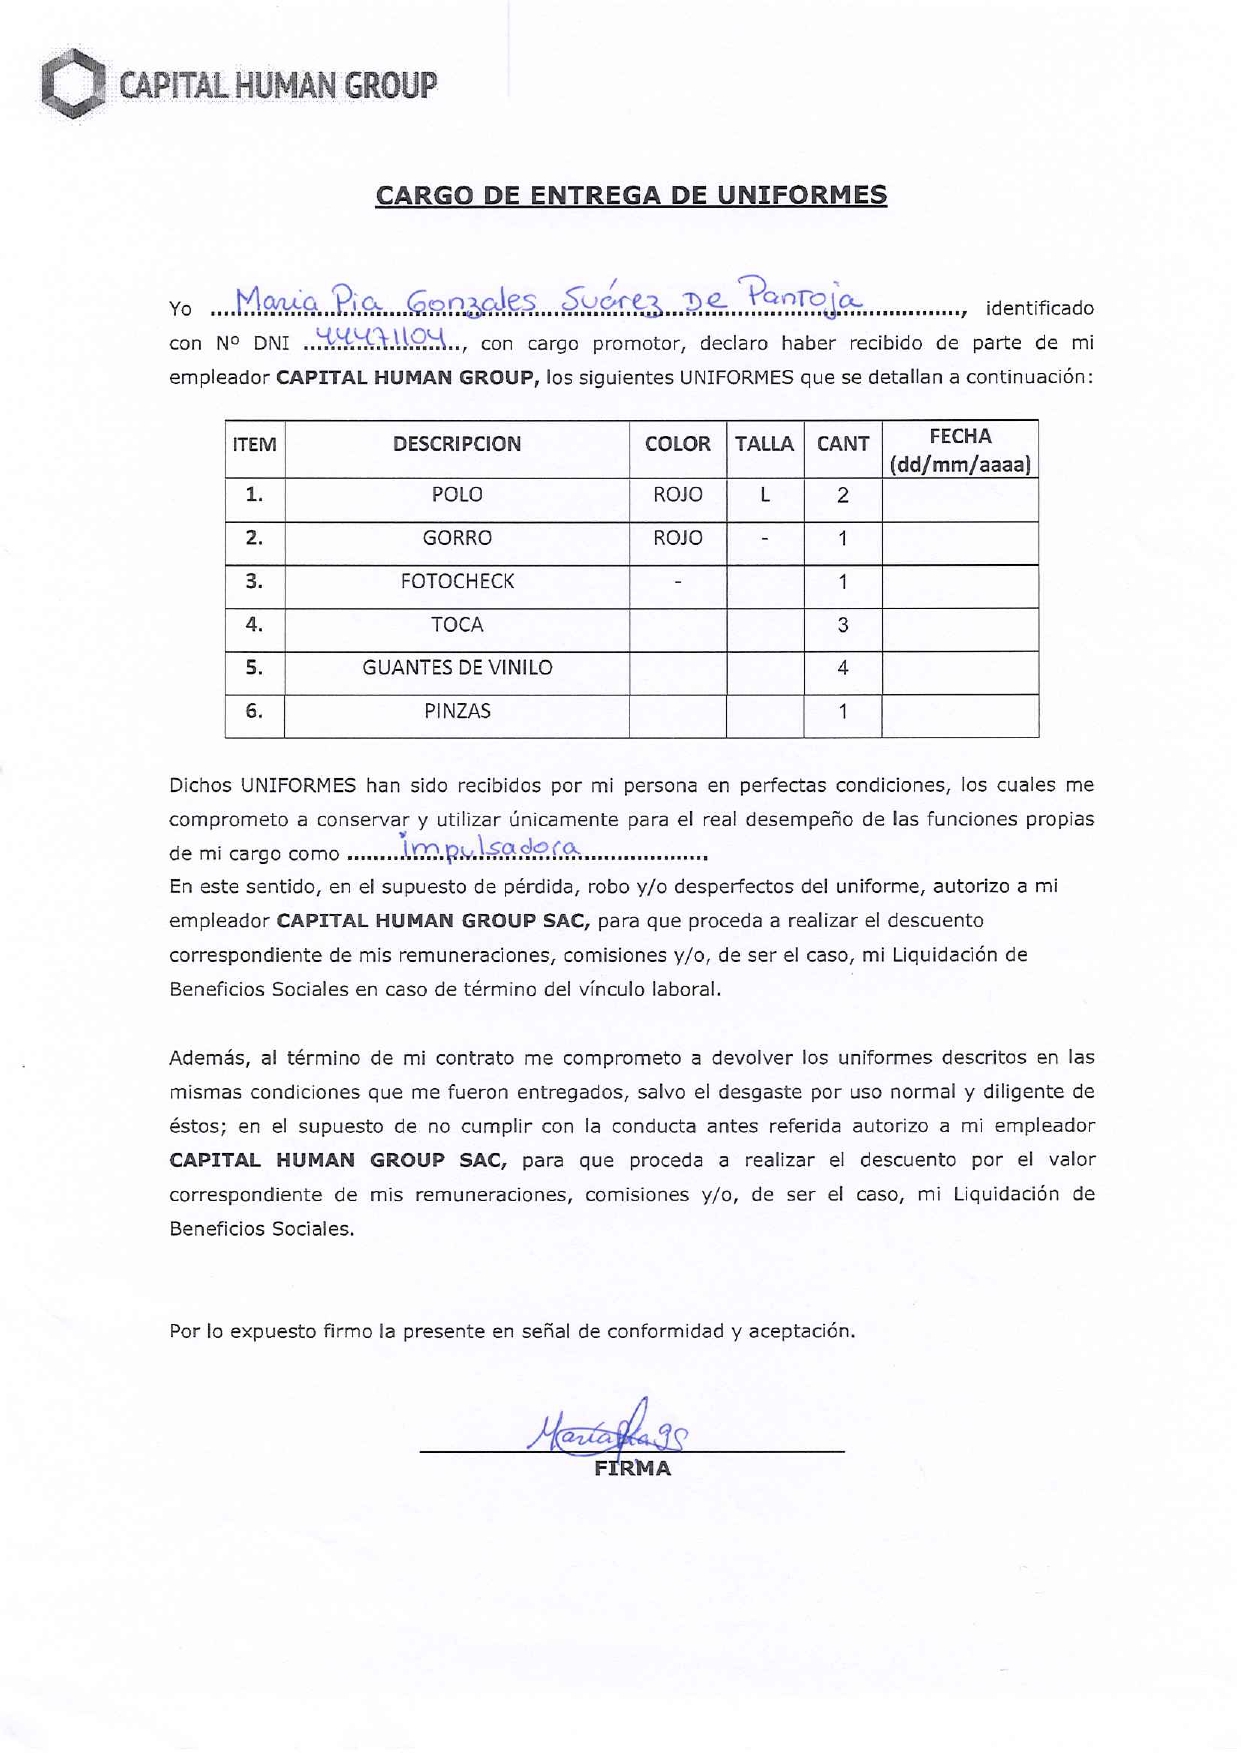 CAPITAL HUMAN GROUP
CARGO DE ENTREGA DE UNIFORMES
Yo ....Maria Pia Gonzales Suárez De Pantoja................, identificado
con Nº DNI ...44471104..., con cargo promotor, declaro haber recibido de parte de mi
empleador CAPITAL HUMAN GROUP, los siguientes UNIFORMES que se detallan a continuación:
ITEM DESCRIPCION COLOR TALLA CANT FECHA (dd/mm/aaaa)
1. POLO ROJO L 2
2. GORRO ROJO - 1
3. FOTOCHECK - 1
4. TOCA 3
5. GUANTES DE VINILO 4
6. PINZAS 1
Dichos UNIFORMES han sido recibidos por mi persona en perfectas condiciones, los cuales me
comprometo a conservar y utilizar únicamente para el real desempeño de las funciones propias
de mi cargo como ........impulsadora....................
En este sentido, en el supuesto de pérdida, robo y/o desperfectos del uniforme, autorizo a mi
empleador CAPITAL HUMAN GROUP SAC, para que proceda a realizar el descuento
correspondiente de mis remuneraciones, comisiones y/o, de ser el caso, mi Liquidación de
Beneficios Sociales en caso de término del vínculo laboral.
Además, al término de mi contrato me comprometo a devolver los uniformes descritos en las
mismas condiciones que me fueron entregados, salvo el desgaste por uso normal y diligente de
éstos; en el supuesto de no cumplir con la conducta antes referida autorizo a mi empleador
CAPITAL HUMAN GROUP SAC, para que proceda a realizar el descuento por el valor
correspondiente de mis remuneraciones, comisiones y/o, de ser el caso, mi Liquidación de
Beneficios Sociales.
Por lo expuesto firmo la presente en señal de conformidad y aceptación.
María Pía GS
FIRMA